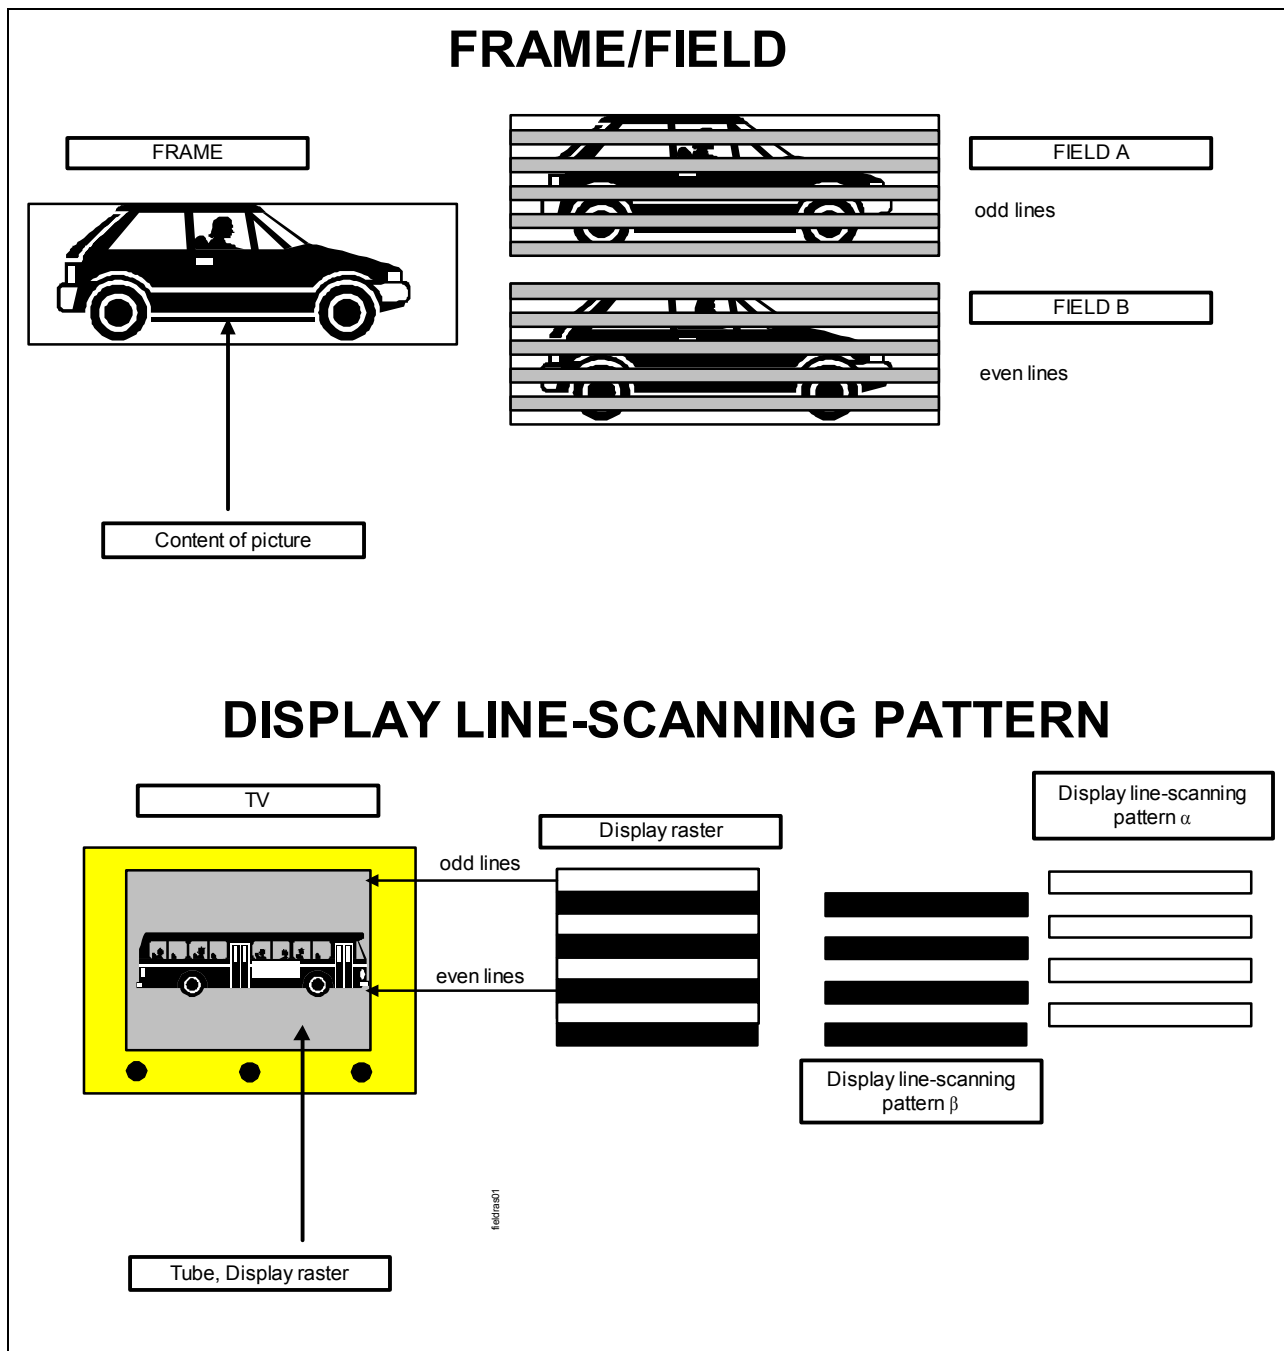 FRAME/FIELD
FRAME
FIELD A
odd lines
FIELD B
even lines
Content of picture
DISPLAY LINE-SCANNING PATTERN
TV
Display raster
Display line-scanning
pattern α
odd lines
even lines
Display line-scanning
pattern β
fieldras01
Tube, Display raster